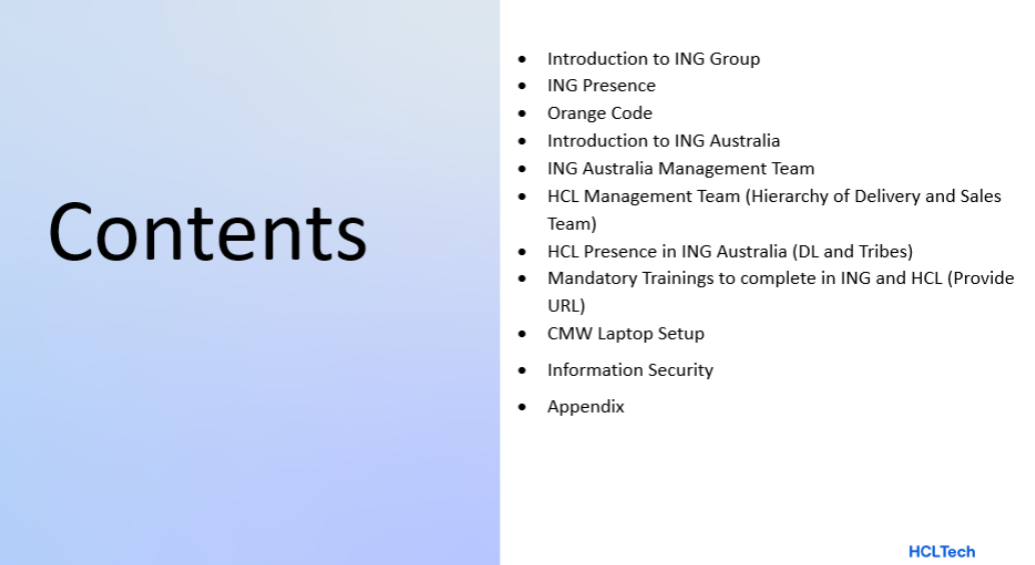 Contents
• Introduction to ING Group
• ING Presence
• Orange Code
• Introduction to ING Australia
• ING Australia Management Team
• HCL Management Team (Hierarchy of Delivery and Sales
Team)
• HCL Presence in ING Australia (DL and Tribes)
• Mandatory Trainings to complete in ING and HCL (Provide
URL)
• CMW Laptop Setup
• Information Security
• Appendix
HCLTech